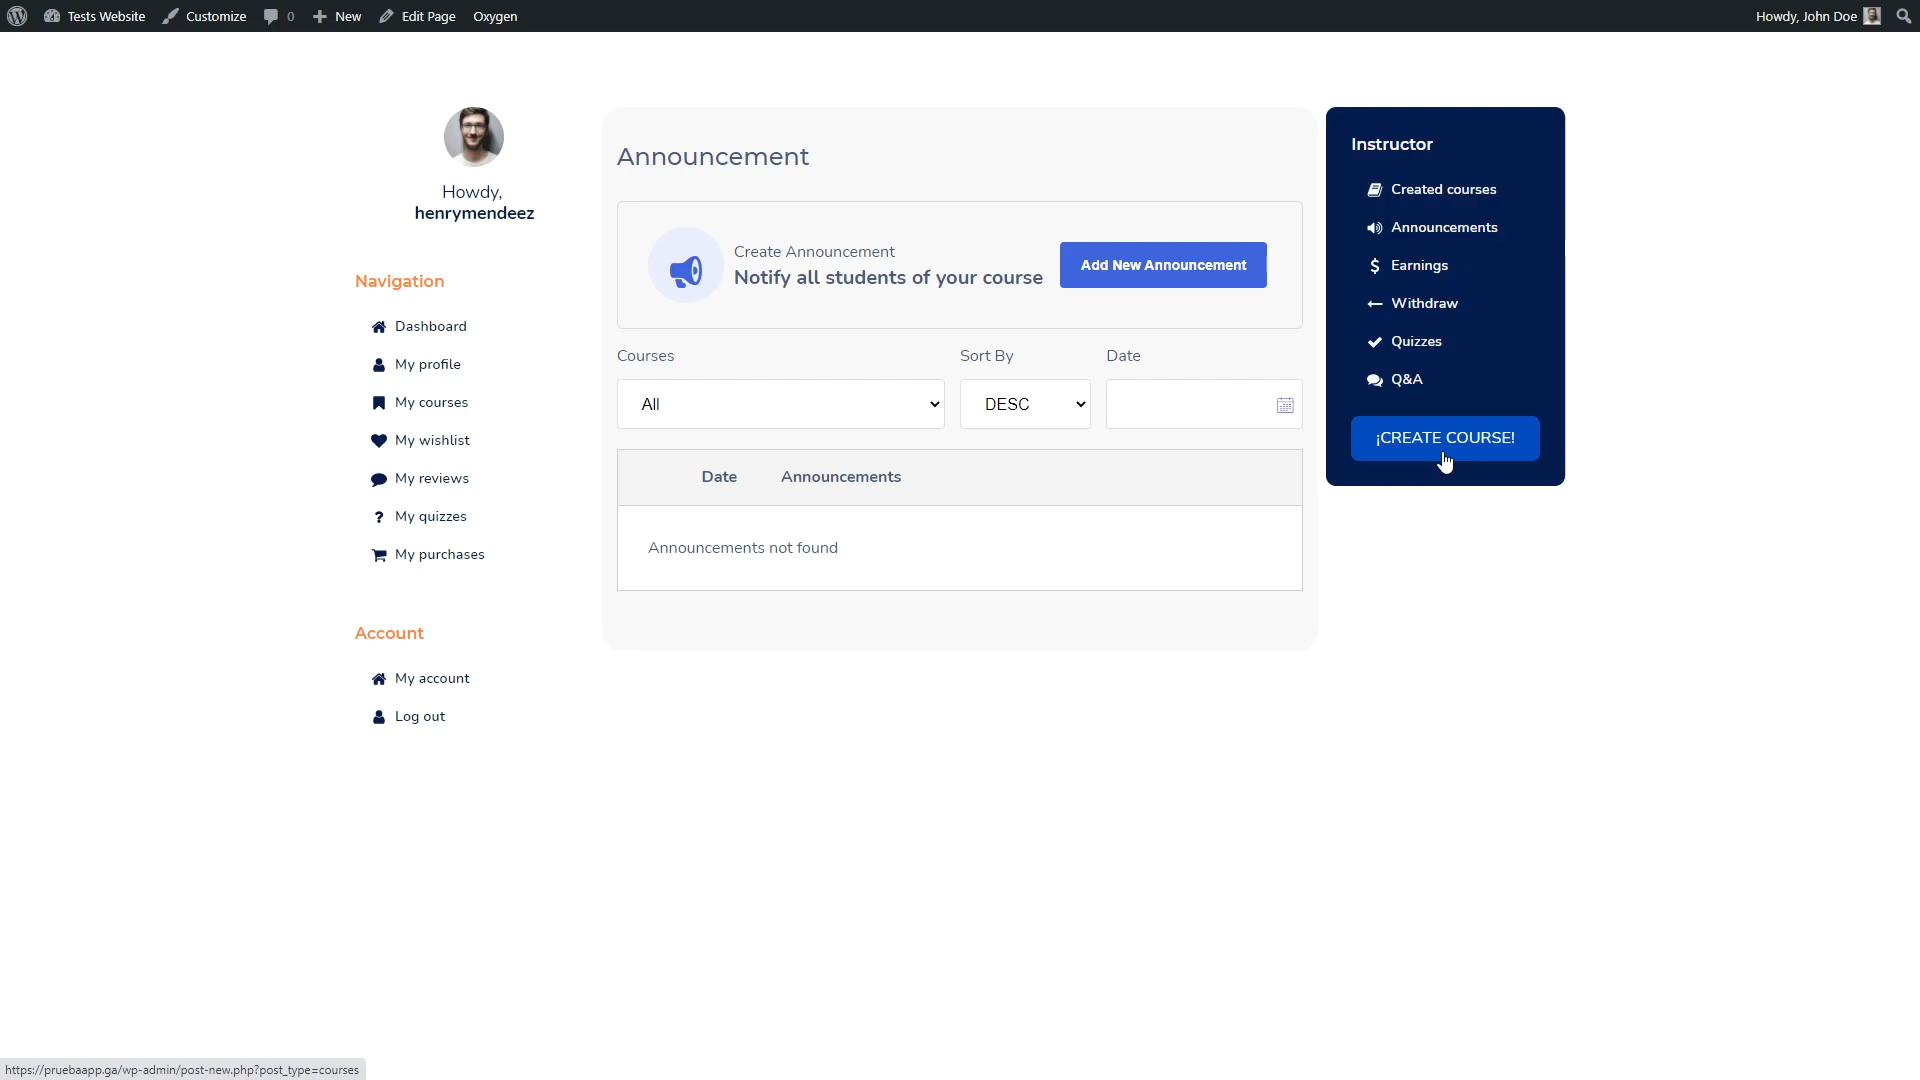 Tests Website Customize 0 New Edit Page Oxygen Howdy, John Doe
Howdy,
henrymendeez
Navigation
Dashboard
My profile
My courses
My wishlist
My reviews
My quizzes
My purchases
Account
My account
Log out
Announcement
Create Announcement
Notify all students of your course
Add New Announcement
Courses Sort By Date
All DESC
Date Announcements
Announcements not found
Instructor
Created courses
Announcements
Earnings
Withdraw
Quizzes
Q&A
¡CREATE COURSE!
https://pruebaapp.ga/wp-admin/post-new.php?post_type=courses